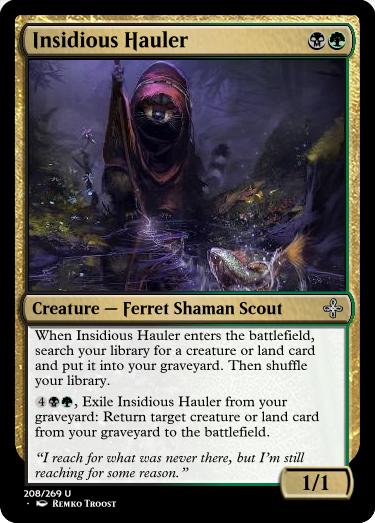 Insidious Hauler
Creature — Ferret Shaman Scout
When Insidious Hauler enters the battlefield,
search your library for a creature or land card
and put it into your graveyard. Then shuffle
your library.
4, Exile Insidious Hauler from your
graveyard: Return target creature or land card
from your graveyard to the battlefield.
“I reach for what was never there, but I’m still
reaching for some reason.”
1/1
208/269 U
· Remko Troost